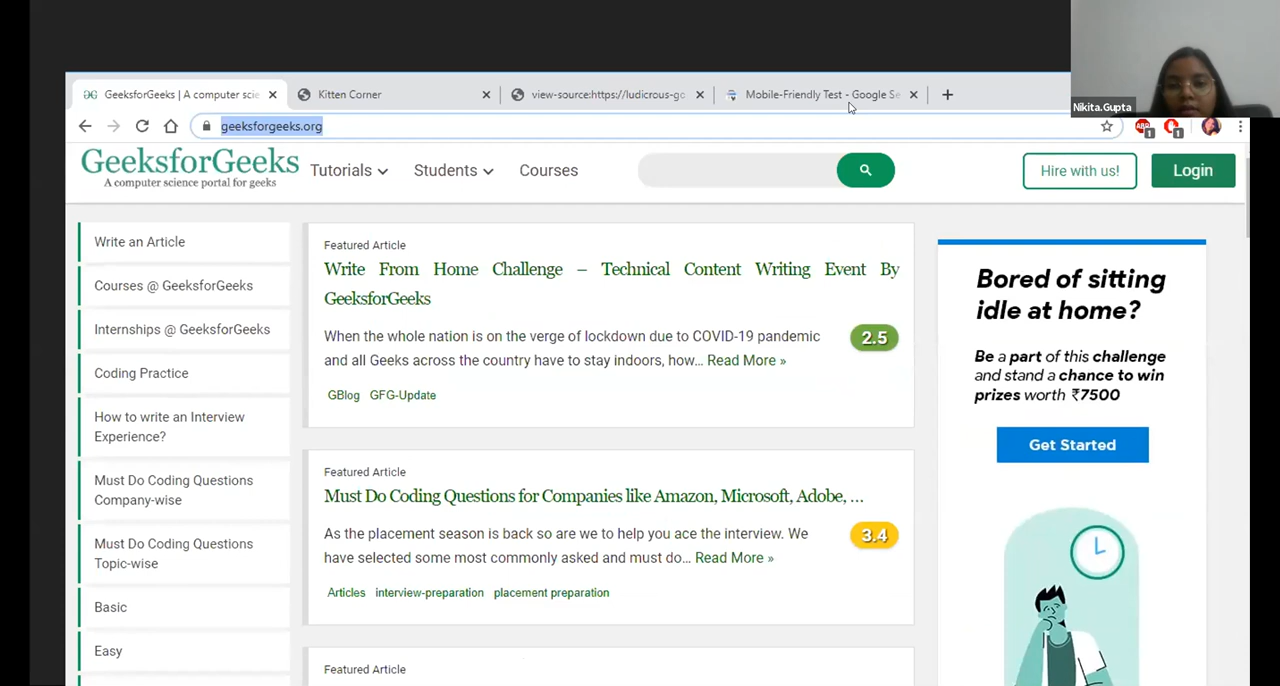 GeeksforGeeks | A computer scie
Kitten Corner
view-source:https://ludicrous-gc
Mobile-Friendly Test - Google Se
Nikita.Gupta
geeksforgeeks.org
GeeksforGeeks
A computer science portal for geeks
Tutorials
Students
Courses
Hire with us!
Login
Write an Article
Courses @ GeeksforGeeks
Internships @ GeeksforGeeks
Coding Practice
How to write an Interview
Experience?
Must Do Coding Questions
Company-wise
Must Do Coding Questions
Topic-wise
Basic
Easy
Featured Article
Write From Home Challenge – Technical Content Writing Event By
GeeksforGeeks
When the whole nation is on the verge of lockdown due to COVID-19 pandemic
and all Geeks across the country have to stay indoors, how... Read More »
2.5
GBlog GFG-Update
Featured Article
Must Do Coding Questions for Companies like Amazon, Microsoft, Adobe, …
As the placement season is back so are we to help you ace the interview. We
have selected some most commonly asked and must do... Read More »
3.4
Articles interview-preparation placement preparation
Featured Article
Bored of sitting
idle at home?
Be a part of this challenge
and stand a chance to win
prizes worth ₹7500
Get Started